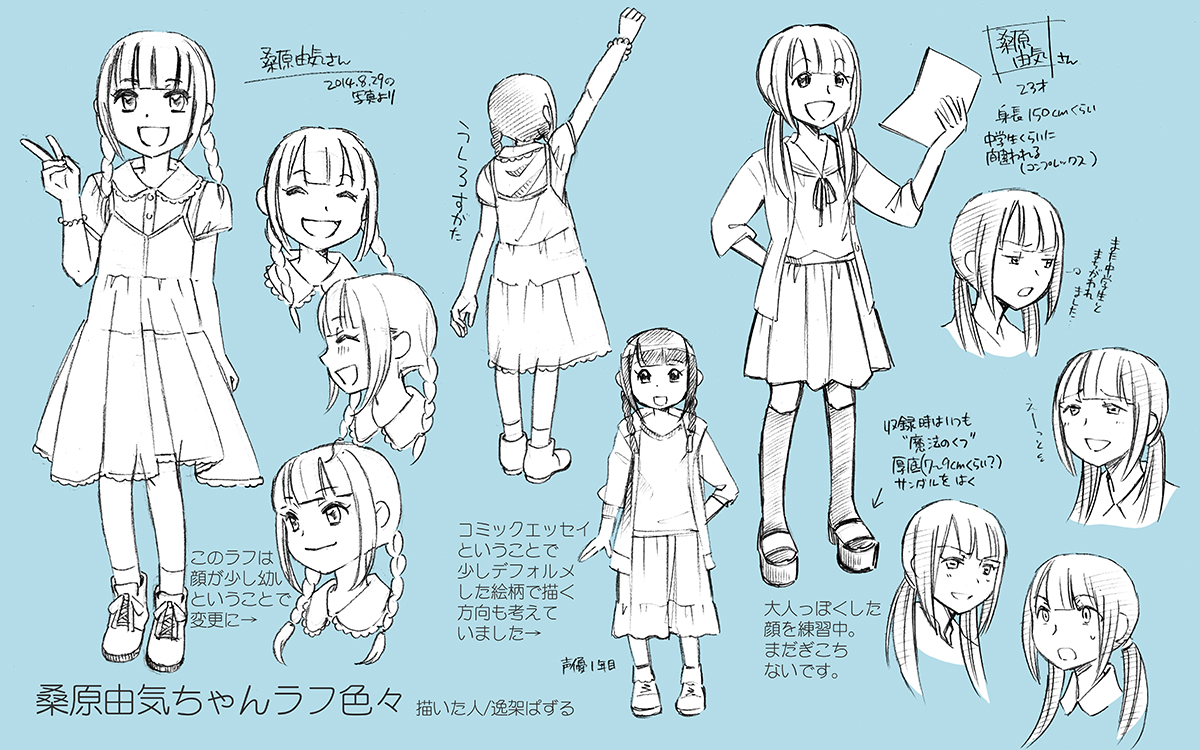 桑原由気さん
2014.8.29の
写真より
うしろすがた
桑原
由気さん
23才
身長150cmくらい
中学生くらいに
間違われる
(コンプレックス)
また中学生と
まちがわれ
ました…
えーっと
収録時はいつも
"魔法のくつ"
厚底(7〜9cmくらい?)
サンダルをはく
このラフは
顔が少し幼い
ということで
変更に→
コミックエッセイ
ということで
少しデフォルメ
した絵柄で描く
方向も考えて
いました→
声優1年目
大人っぽくした
顔を練習中。
まだぎこち
ないです。
桑原由気ちゃんラフ色々 描いた人/逸架ぱずる